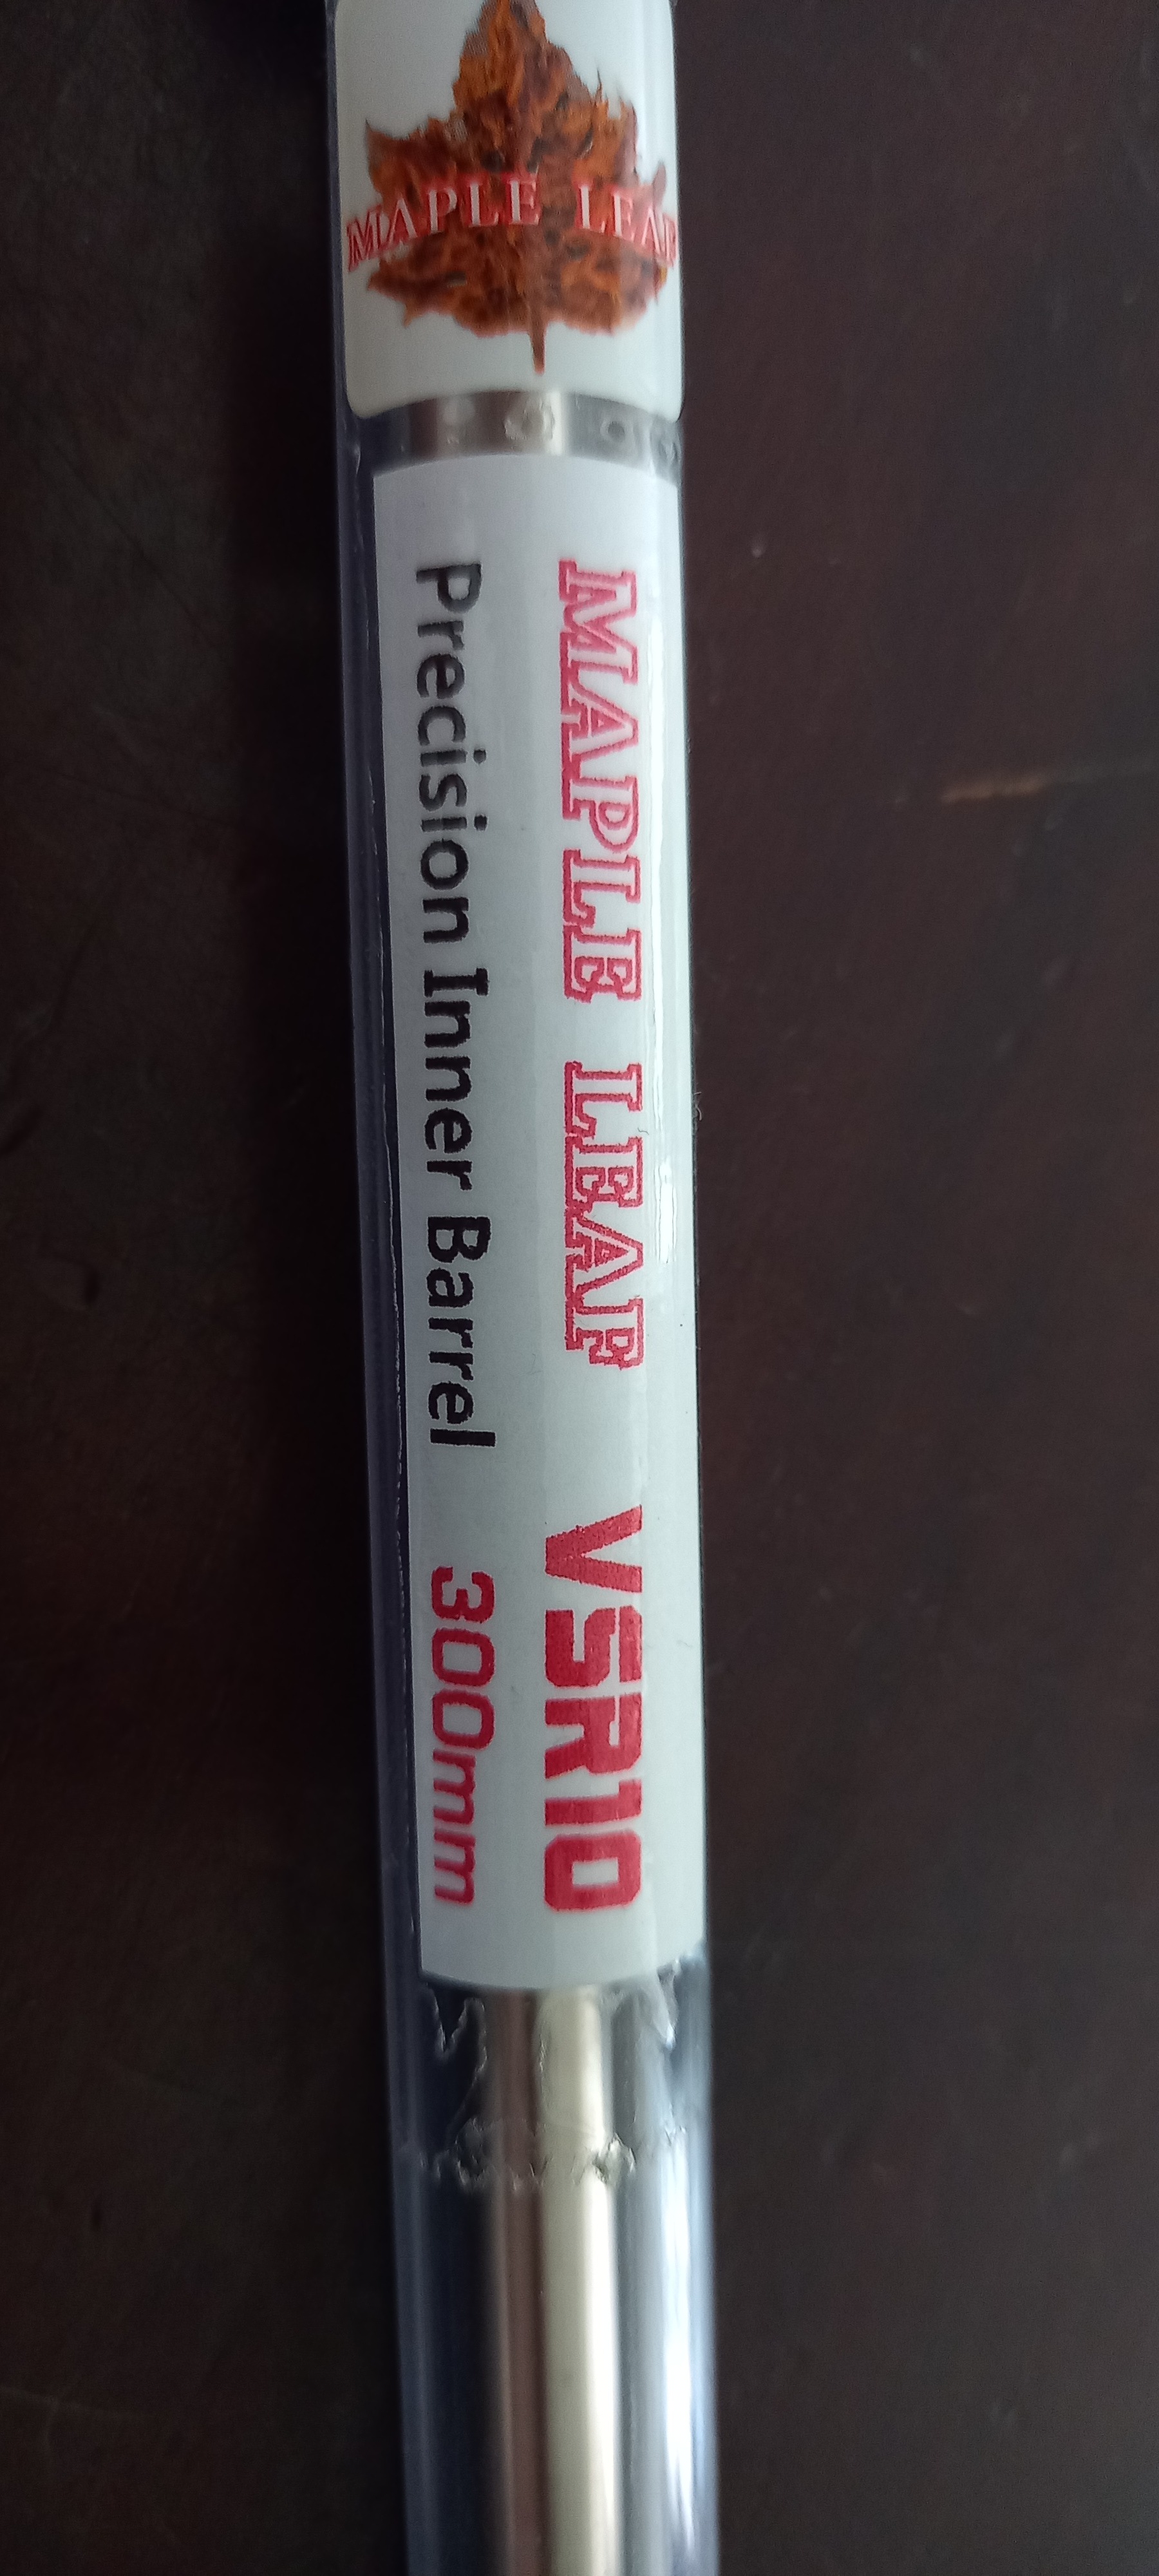 MAPLE LEAF
MAPLE LEAF VSR10
Precision Inner Barrel 300mm